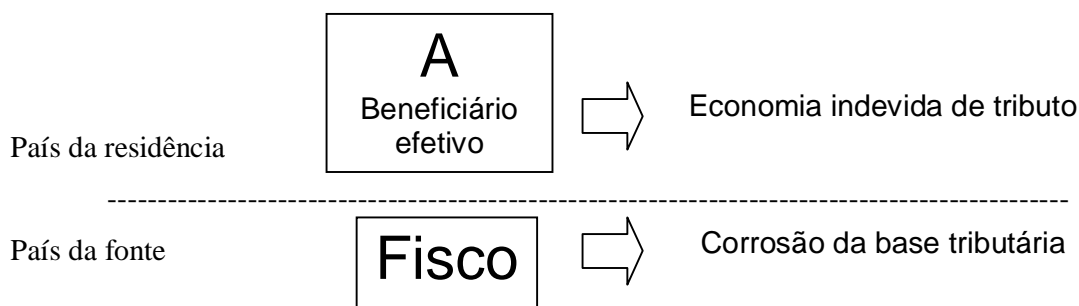 A
Beneficiário
efetivo
Economia indevida de tributo
País da residência
País da fonte
Fisco
Corrosão da base tributária